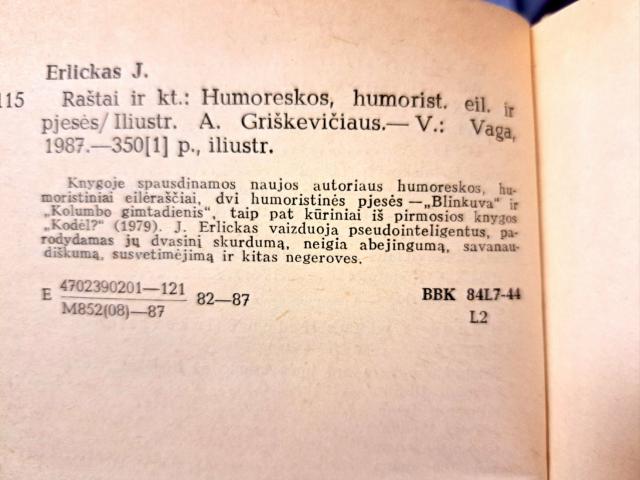 Erlickas J.
115 Raštai ir kt.: Humoreskos, humorist. eil. ir
pjesės/Iliustr. A. Griškevičiaus.— V.: Vaga,
1987.—350[1] p., iliustr.
Knygoje spausdinamos naujos autoriaus humoreskos, hu-
moristiniai eilėraščiai, dvi humoristinės pjesės —„Blinkuva“ ir
„Kolumbo gimtadienis“, taip pat kūriniai iš pirmosios knygos
„Kodėl?“ (1979). J. Erlickas vaizduoja pseudointeligentus, pa-
rodydamas jų dvasinį skurdumą, neigia abejingumą, savanau-
diškumą, susvetimėjimą ir kitas negeroves.
E 4702390201—121
M852(08)—87
82—87
BBK 84L7-44
L2